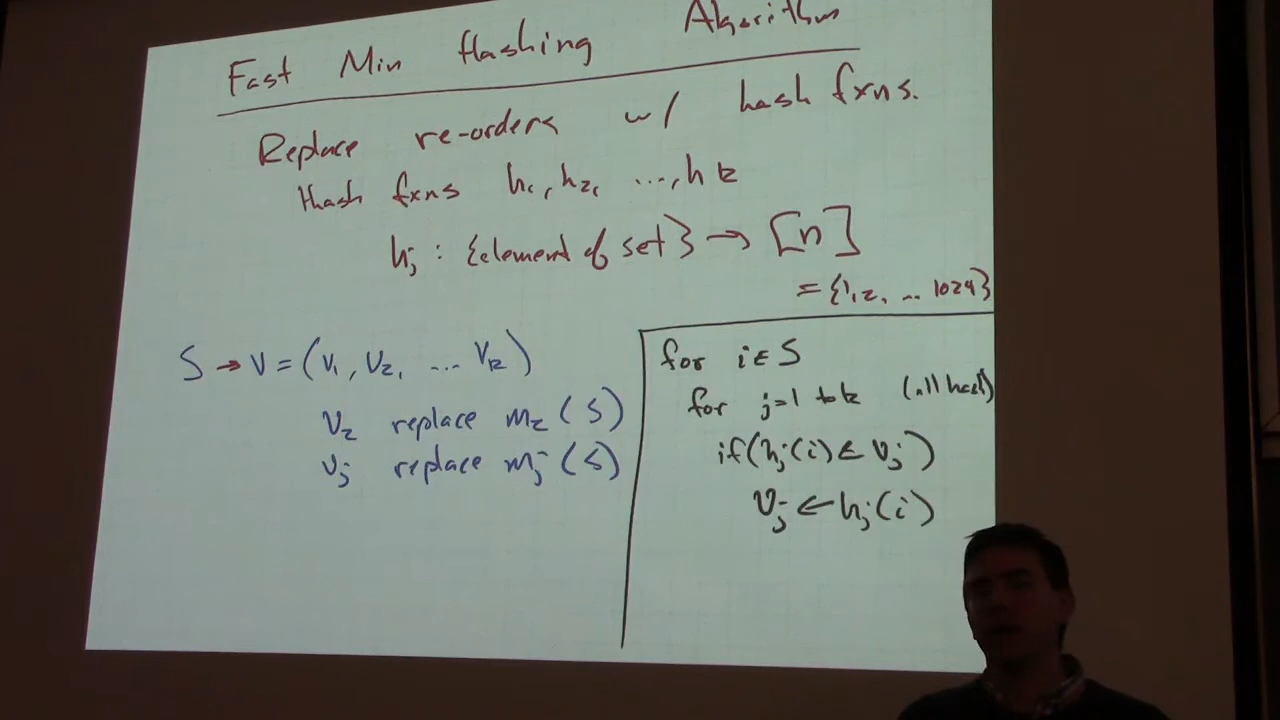 Fast Min Hashing Algorithm
Replace re-orders w/ hash fxns.
Hash fxns h1, h2, ..., hk
hj : {element of set} → [n]
= {1,2, ... 1024}
S → V = (v1, v2, ... vk)
v2 replace m2(S)
vj replace mj(S)
for i ∈ S
for j=1 to k (all hash)
if (hj(i) < vj)
vj ← hj(i)